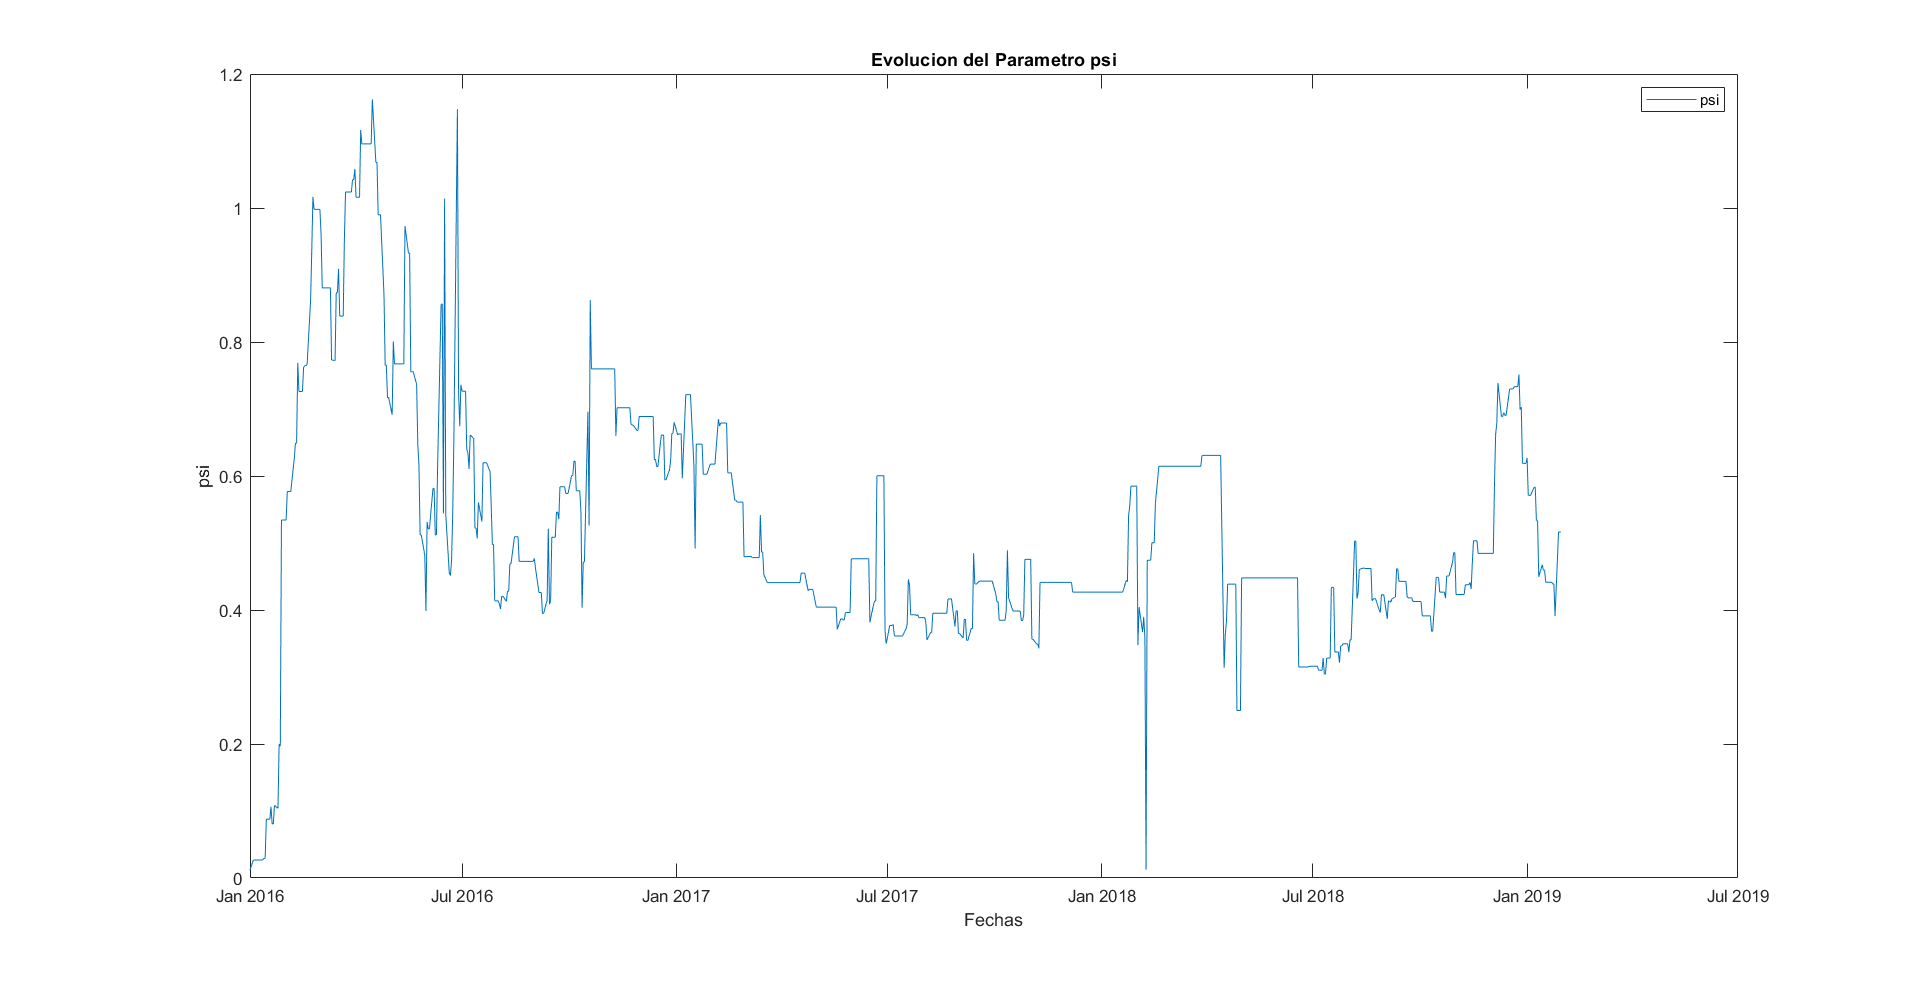 Evolucion del Parametro psi
psi
1.2
1
0.8
0.6
0.4
0.2
0
psi
Jan 2016
Jul 2016
Jan 2017
Jul 2017
Jan 2018
Jul 2018
Jan 2019
Jul 2019
Fechas